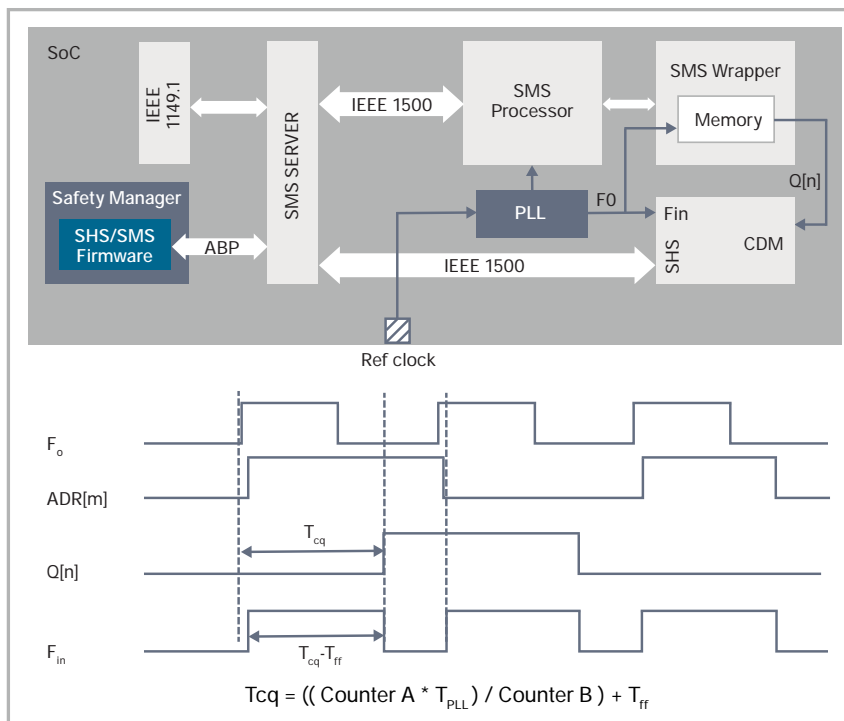 SoC
IEEE
1149.1
SMS SERVER
IEEE 1500
SMS
Processor
SMS Wrapper
Memory
Q[n]
Safety Manager
SHS/SMS
Firmware
ABP
PLL
F0
Fin
SHS
CDM
IEEE 1500
Ref clock
Fo
ADR[m]
Tcq
Q[n]
Fin
Tcq-Tff
Tcq = (( Counter A * TPLL) / Counter B ) + Tff